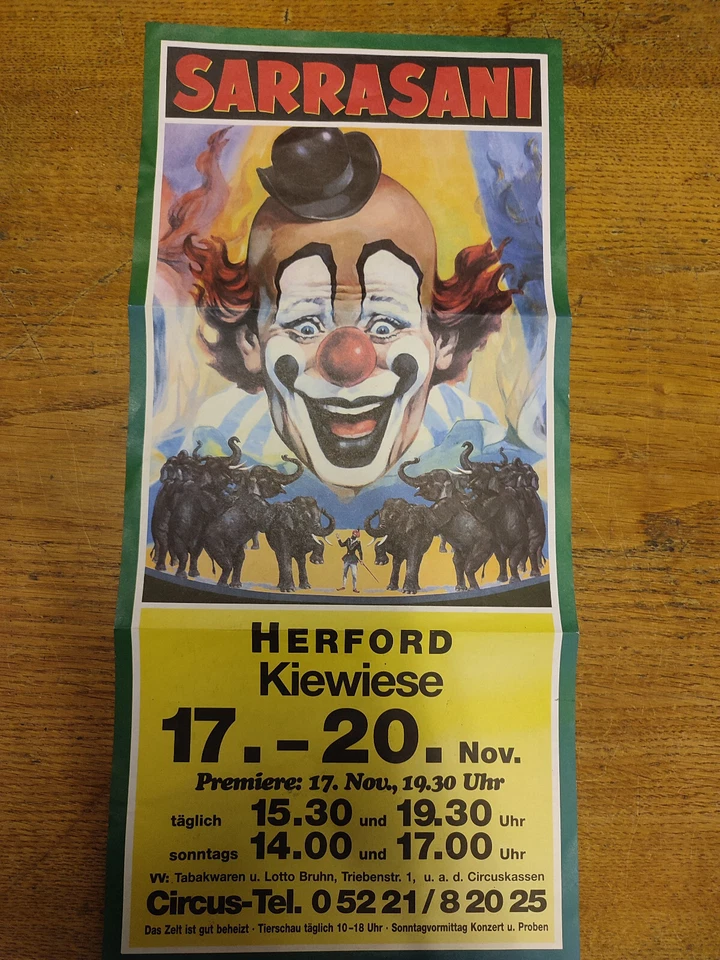 SARRASANI
HERFORD
Kiewiese
17.–20. Nov.
Premiere: 17. Nov., 19.30 Uhr
täglich 15.30 und 19.30 Uhr
sonntags 14.00 und 17.00 Uhr
VV: Tabakwaren u. Lotto Bruhn, Triebenstr. 1, u. a. d. Circuskassen
Circus-Tel. 0 52 21 / 8 20 25
Das Zelt ist gut beheizt · Tierschau täglich 10–18 Uhr · Sonntagvormittag Konzert u. Proben